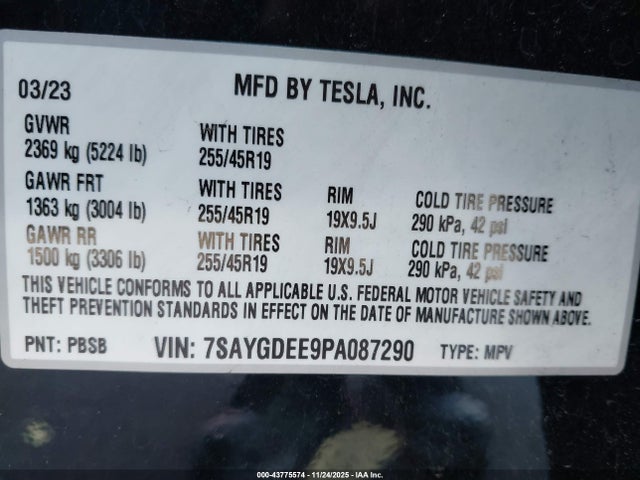 03/23 MFD BY TESLA, INC.
GVWR WITH TIRES
2369 kg (5224 lb) 255/45R19
GAWR FRT WITH TIRES RIM COLD TIRE PRESSURE
1363 kg (3004 lb) 255/45R19 19X9.5J 290 kPa, 42 psi
GAWR RR WITH TIRES RIM COLD TIRE PRESSURE
1500 kg (3306 lb) 255/45R19 19X9.5J 290 kPa, 42 psi
THIS VEHICLE CONFORMS TO ALL APPLICABLE U.S. FEDERAL MOTOR VEHICLE SAFETY AND
THEFT PREVENTION STANDARDS IN EFFECT ON THE DATE OF MANUFACTURE SHOWN ABOVE.
PNT: PBSB VIN: 7SAYGDEE9PA087290 TYPE: MPV
000-43775574 - 11/24/2025 - IAA Inc.